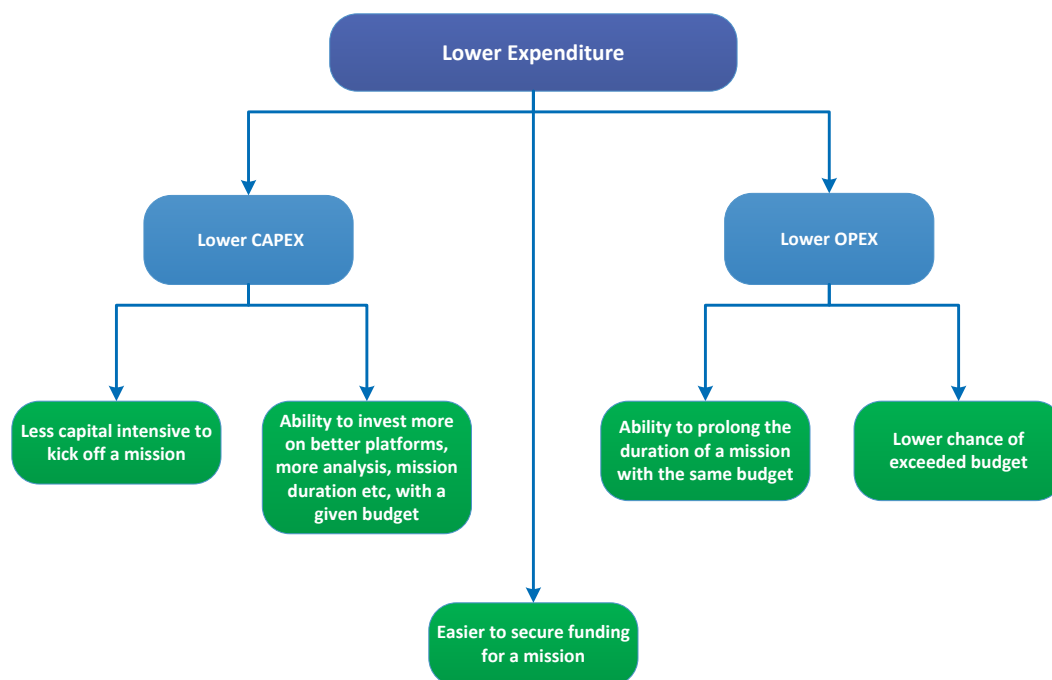 Lower Expenditure
Lower CAPEX
Lower OPEX
Less capital intensive to
kick off a mission
Ability to invest more
on better platforms,
more analysis, mission
duration etc, with a
given budget
Ability to prolong the
duration of a mission
with the same budget
Lower chance of
exceeded budget
Easier to secure funding
for a mission